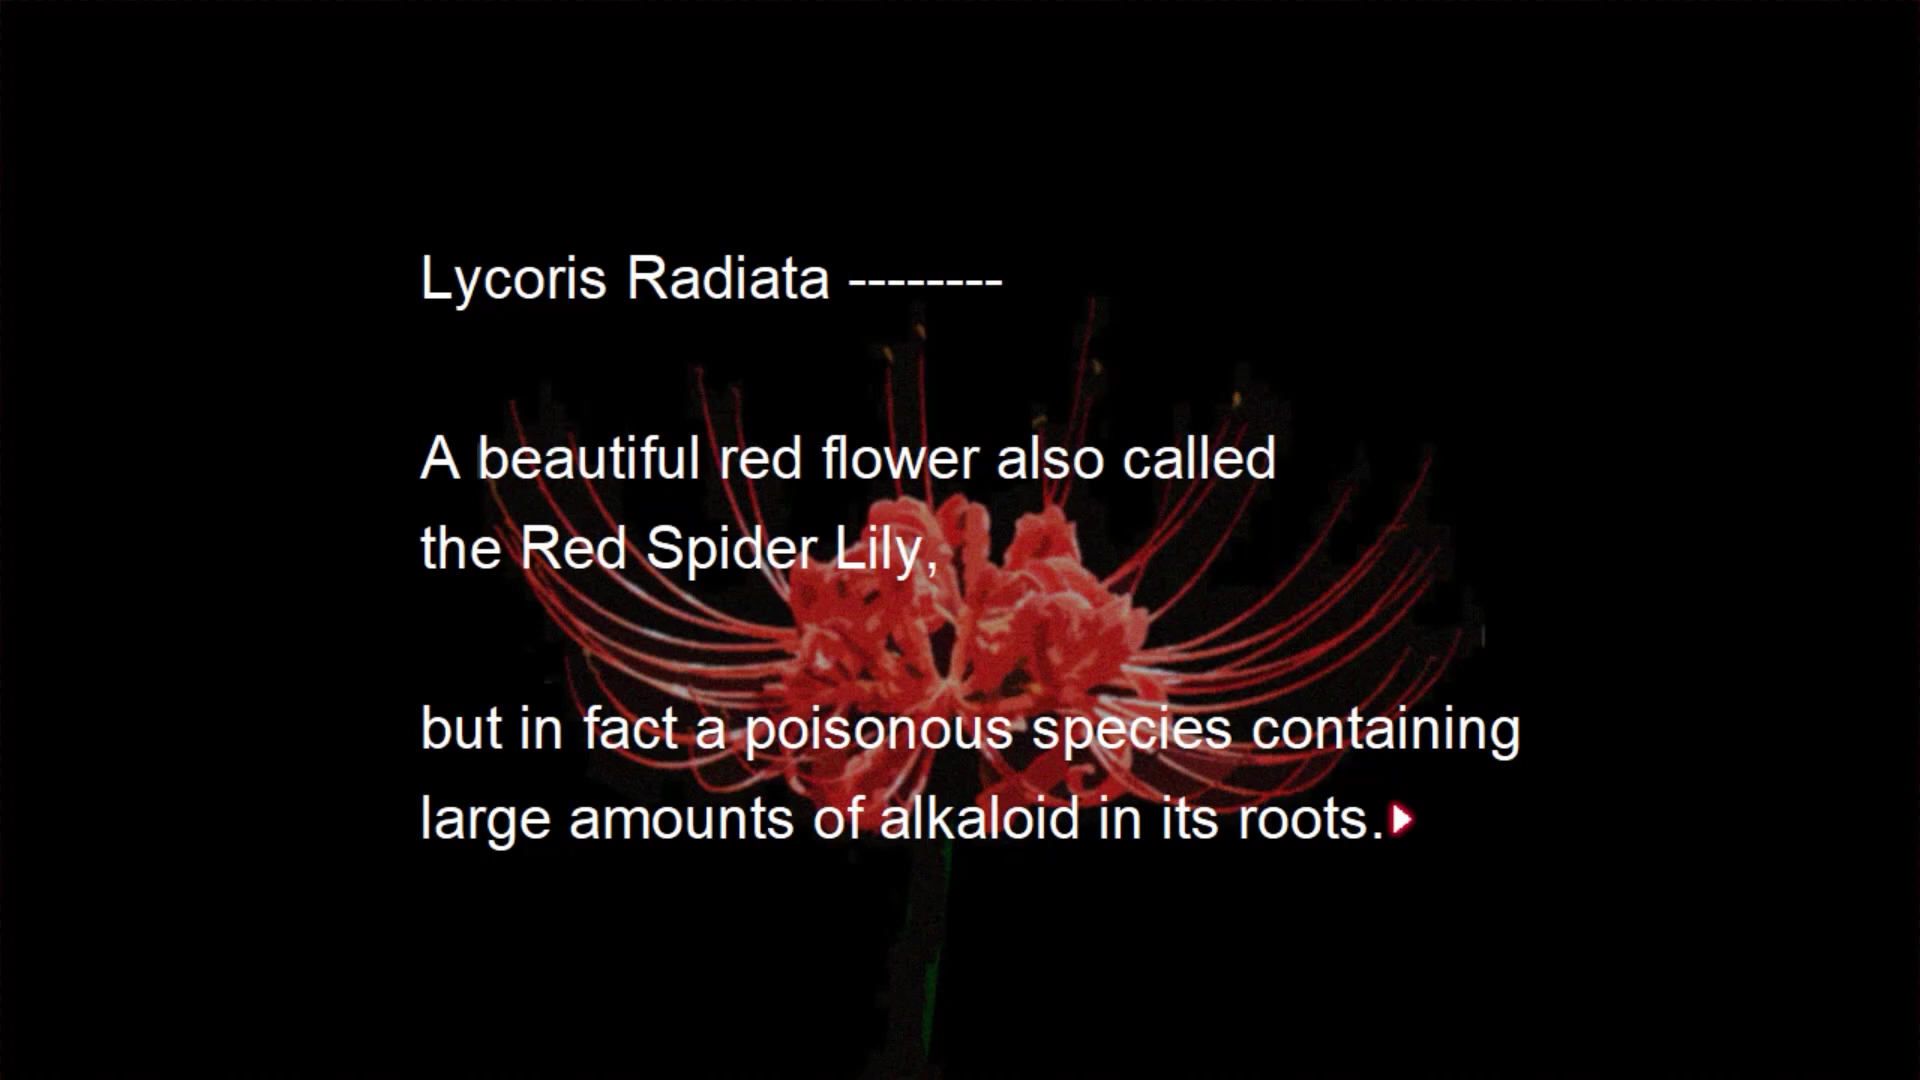 Lycoris Radiata --------
A beautiful red flower also called
the Red Spider Lily,
but in fact a poisonous species containing
large amounts of alkaloid in its roots.